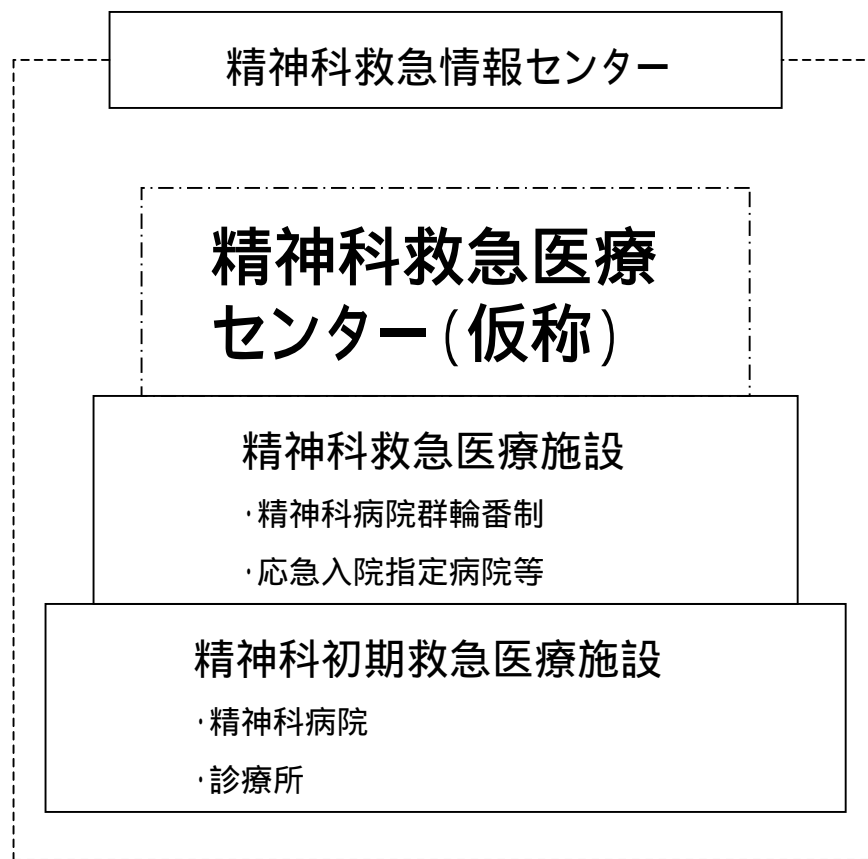 精神科救急情報センター
精神科救急医療
センター(仮称)
精神科救急医療施設
・精神科病院群輪番制
・応急入院指定病院等
精神科初期救急医療施設
・精神科病院
・診療所